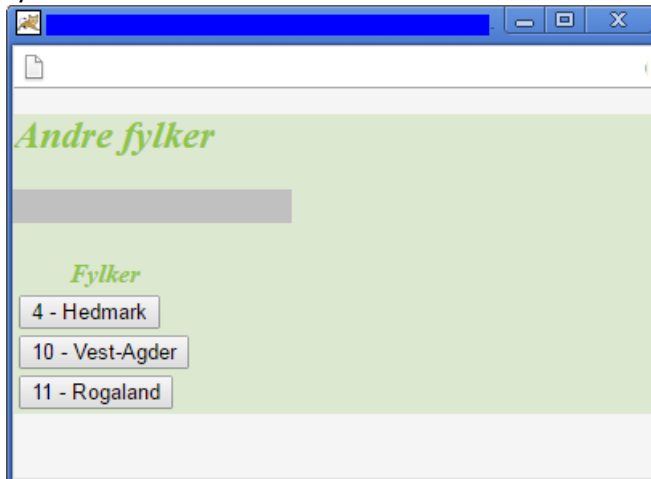 Andre fylker
Fylker
4 - Hedmark
10 - Vest-Agder
11 - Rogaland